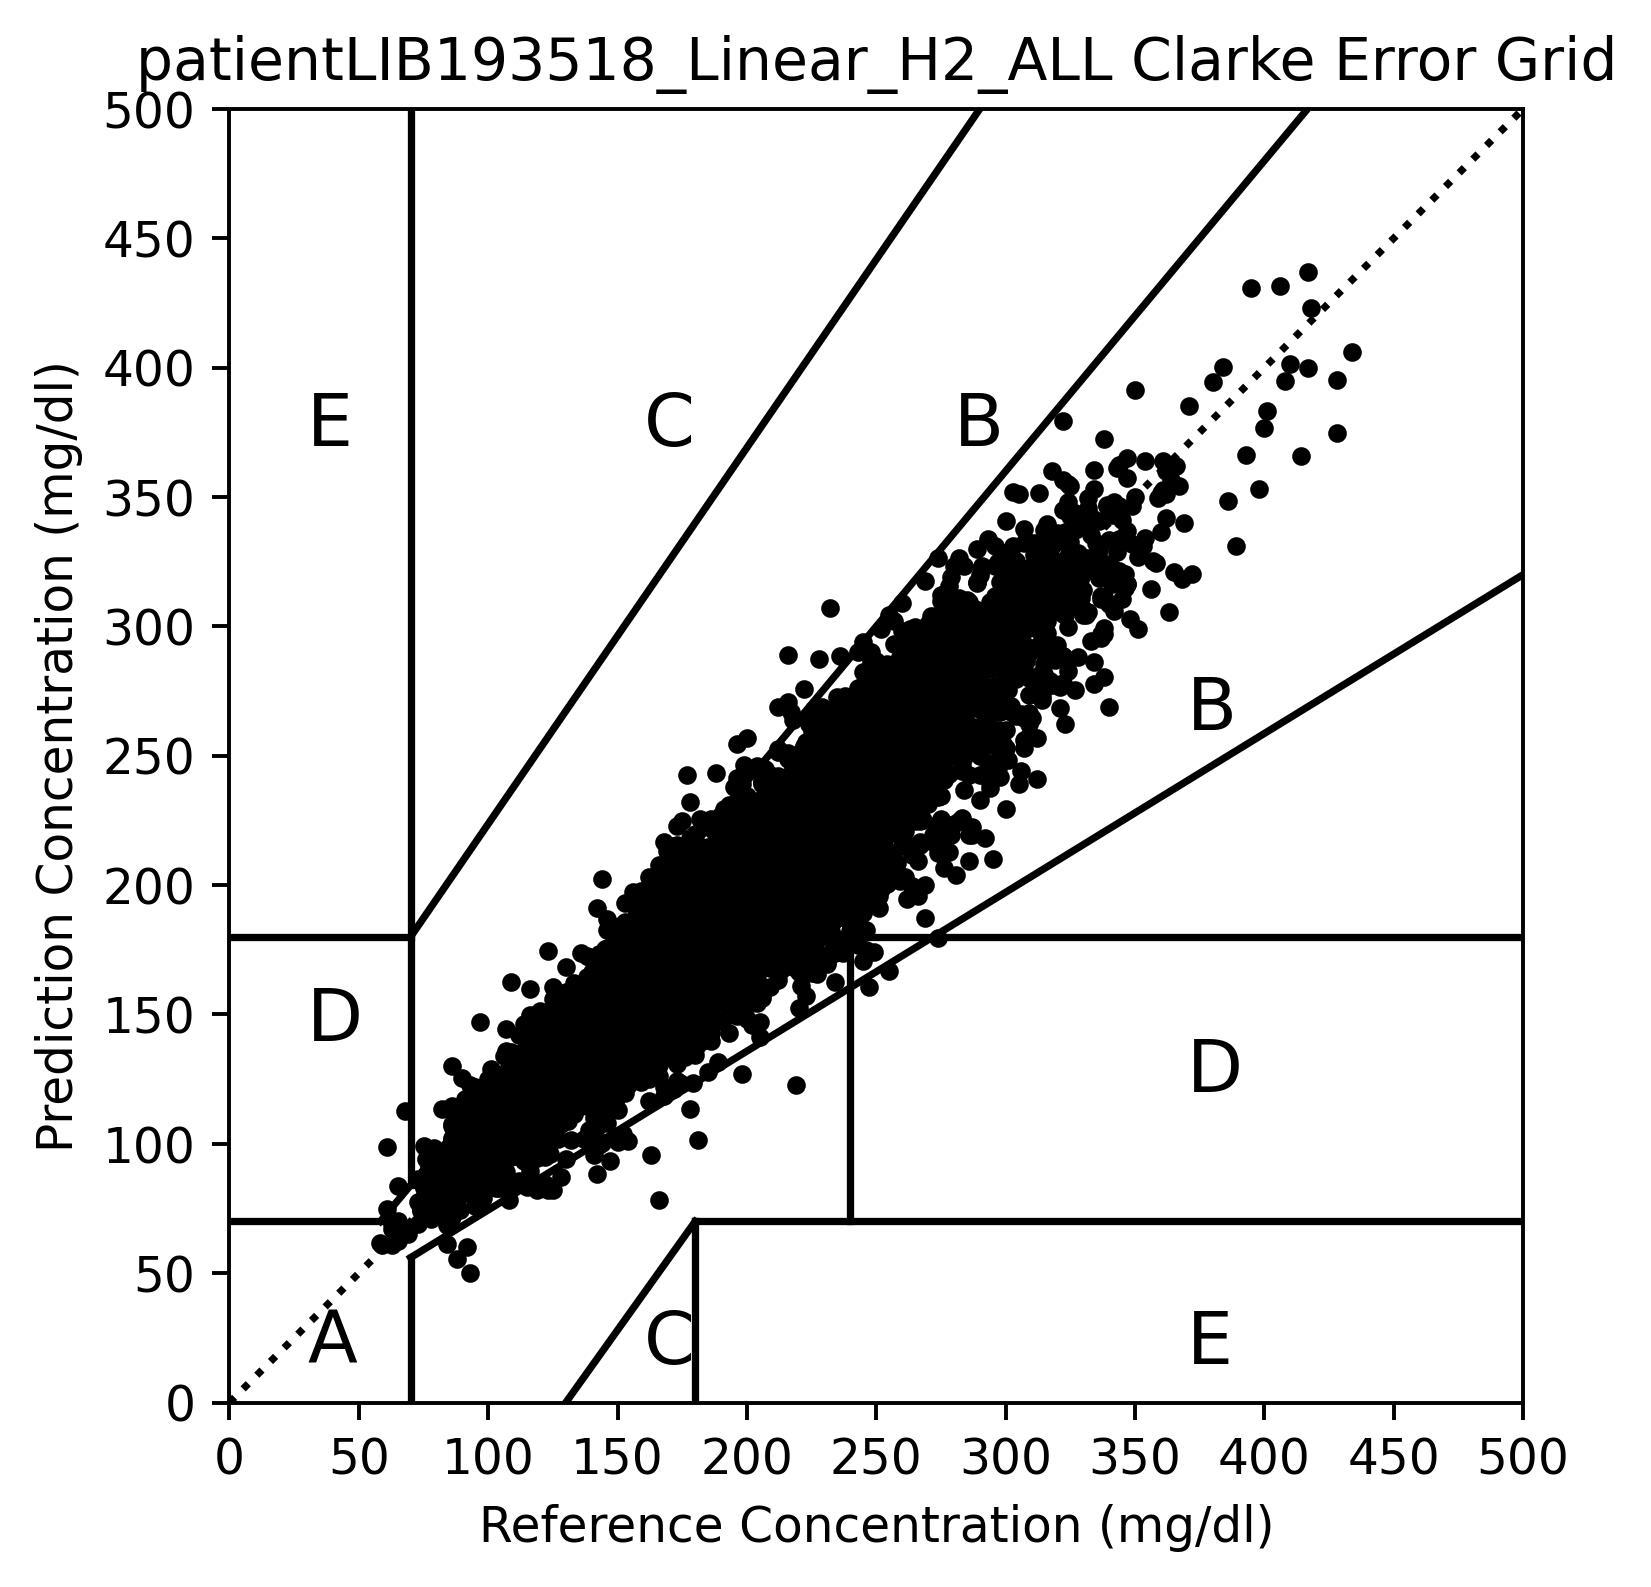 patientLIB193518_Linear_H2_ALL Clarke Error Grid
500
450
400
350
300
250
200
150
100
50
0
Prediction Concentration (mg/dl)
E
C
B
B
D
D
A
C
E
0 50 100 150 200 250 300 350 400 450 500
Reference Concentration (mg/dl)